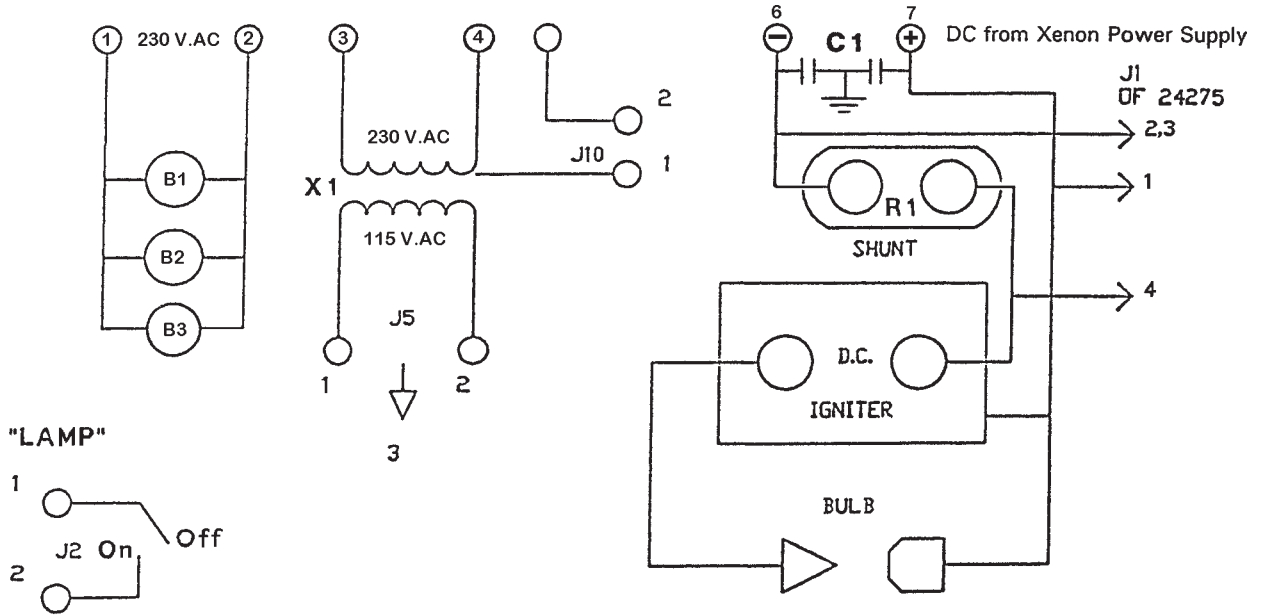 1 230 V.AC 2
3 4
6 7
− C1 + DC from Xenon Power Supply
J1
OF 24275
2
2,3
230 V.AC
J10 1
B1
X1
1
R1
115 V.AC
SHUNT
B2
4
J5
B3
D.C.
1 2
IGNITER
"LAMP"
3
1
BULB
Off
J2 On
2